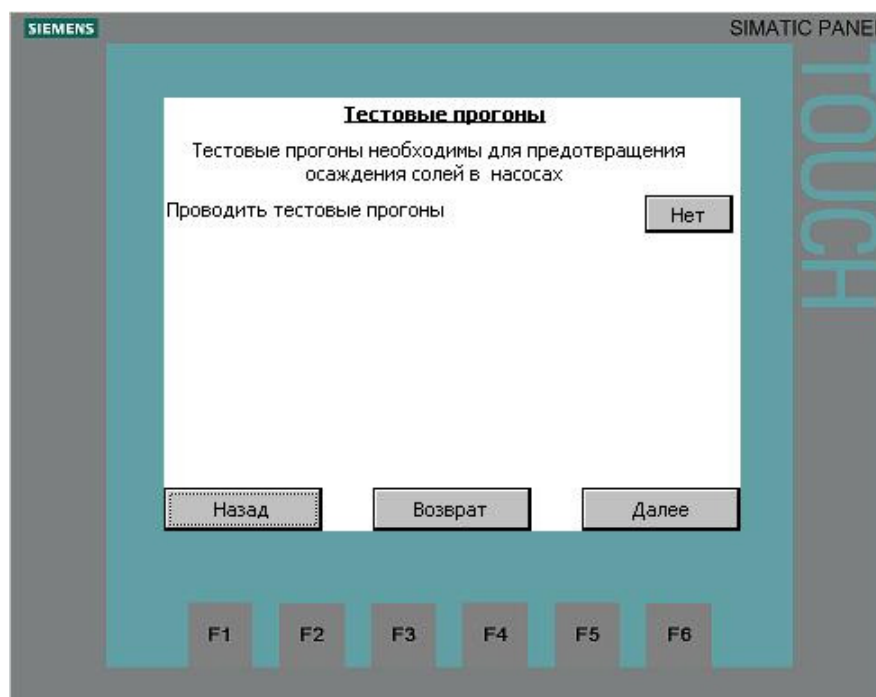 SIEMENS
SIMATIC PANEL
TOUCH
Тестовые прогоны
Тестовые прогоны необходимы для предотвращения
осаждения солей в насосах
Проводить тестовые прогоны
Нет
Назад
Возврат
Далее
F1
F2
F3
F4
F5
F6